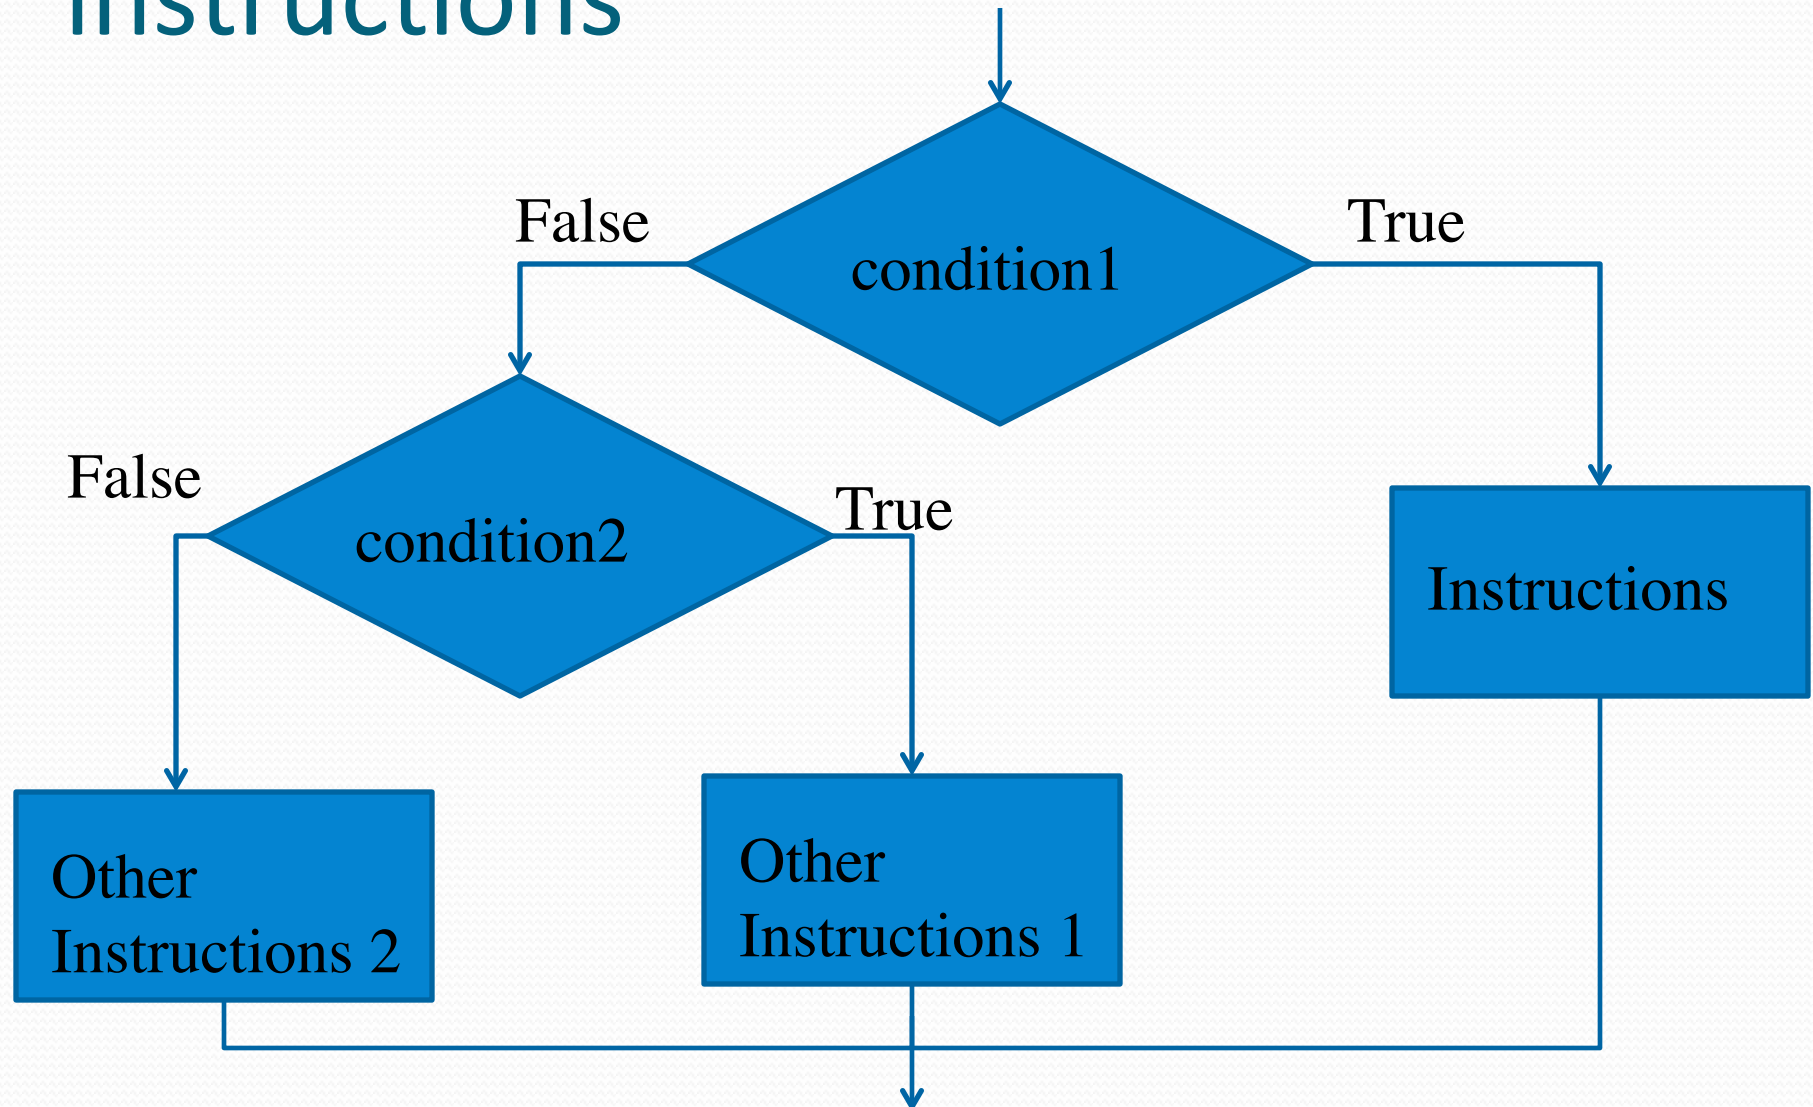 instructions
False
True
condition1
False
True
condition2
Instructions
Other
Instructions 2
Other
Instructions 1